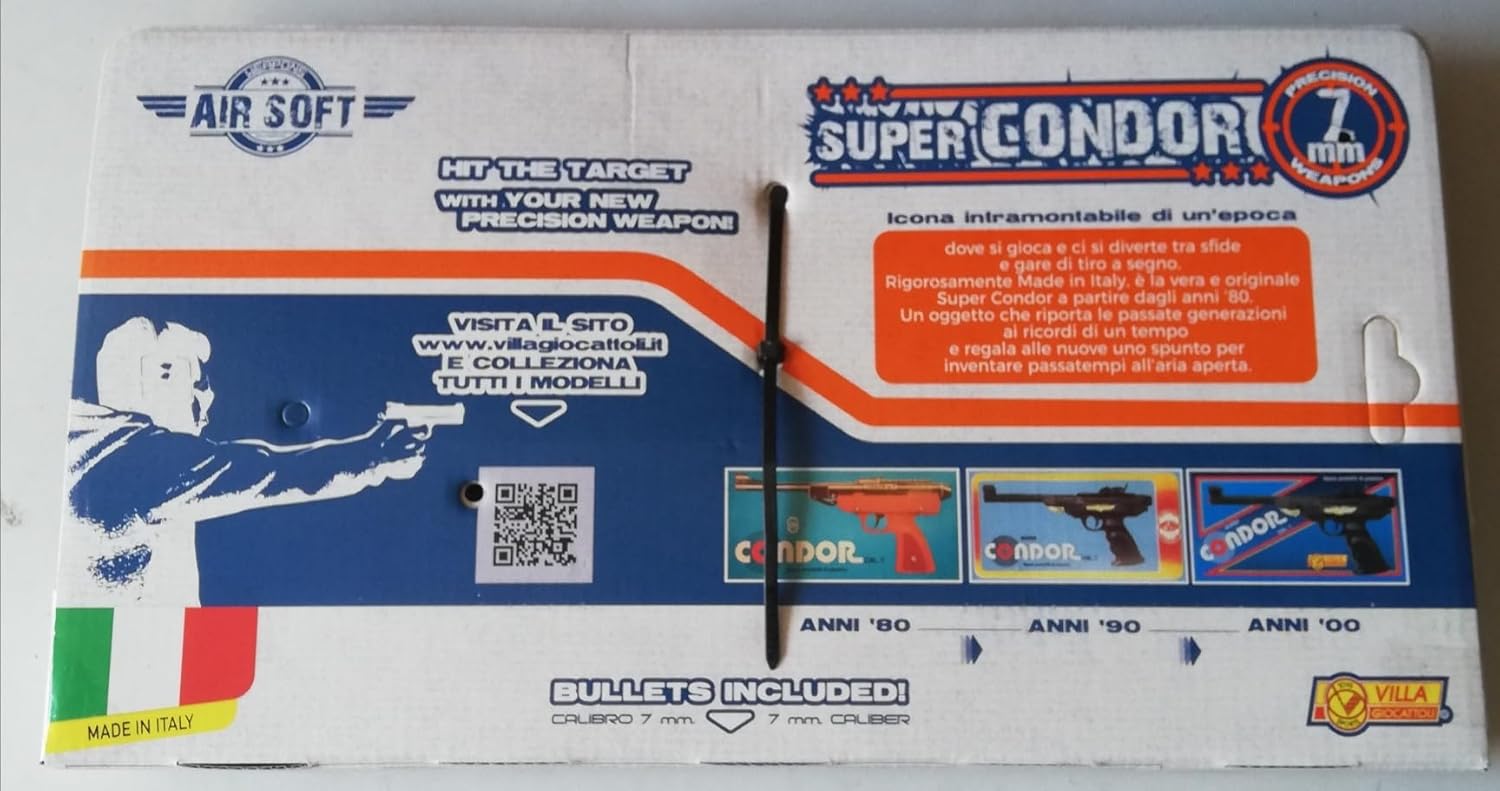 WEAPONS
AIR SOFT
HIT THE TARGET
WITH YOUR NEW
PRECISION WEAPON!
SUPER CONDOR
PRECISION
7
mm
WEAPONS
Icona intramontabile di un'epoca
dove si gioca e ci si diverte tra sfide
e gare di tiro a segno.
Rigorosamente Made in Italy, è la vera e originale
Super Condor a partire dagli anni '80.
Un oggetto che riporta le passate generazioni
ai ricordi di un tempo
e regala alle nuove uno spunto per
inventare passatempi all'aria aperta.
VISITA IL SITO
www.villagiocattoli.it
E COLLEZIONA
TUTTI I MODELLI
CONDOR
CONDOR
CONDOR
ANNI '80
ANNI '90
ANNI '00
MADE IN ITALY
BULLETS INCLUDED!
CALIBRO 7 mm. 7 mm. CALIBER
VILLA
GIOCATTOLI